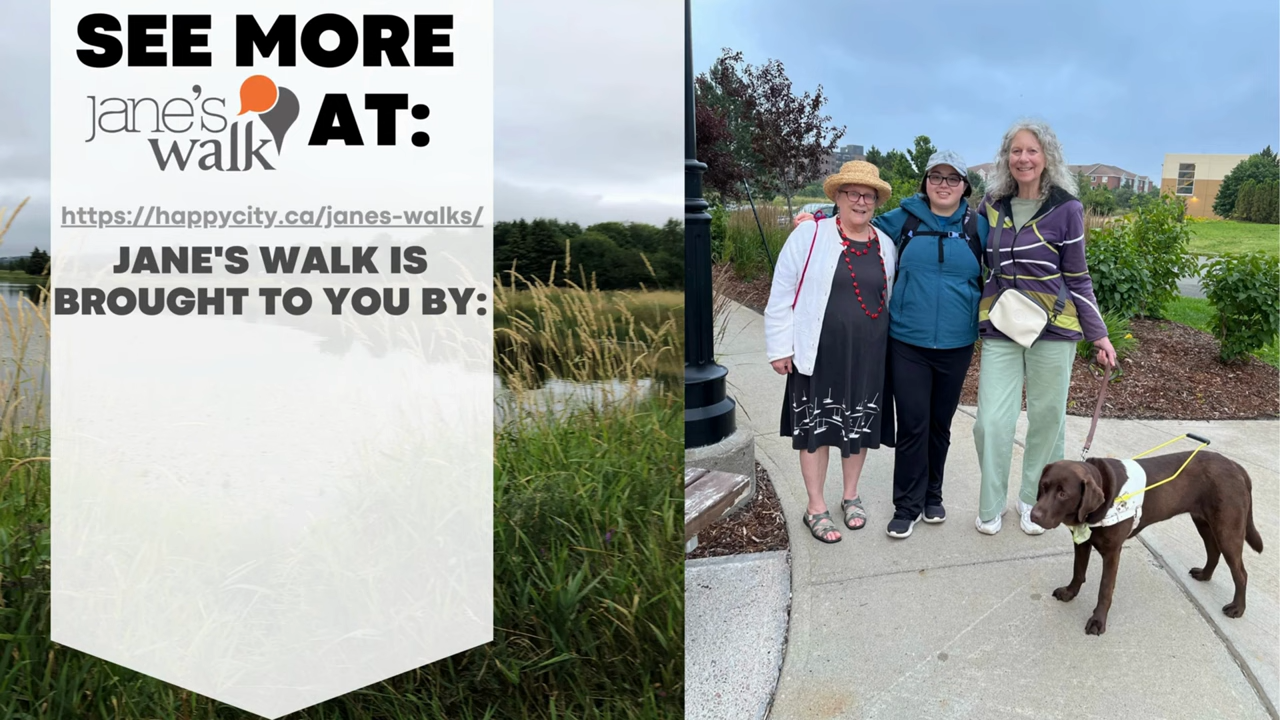 SEE MORE
jane's walk AT:
https://happycity.ca/janes-walks/
JANE'S WALK IS
BROUGHT TO YOU BY: